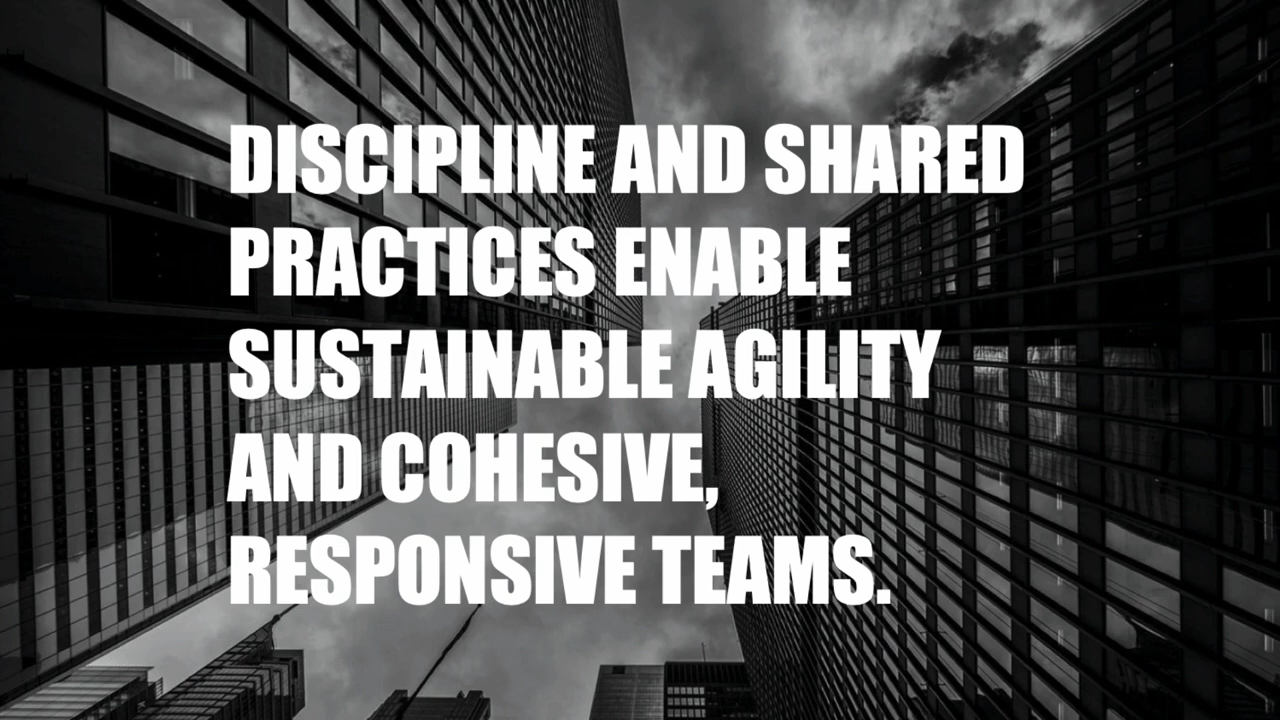 DISCIPLINE AND SHARED
PRACTICES ENABLE
SUSTAINABLE AGILITY
AND COHESIVE,
RESPONSIVE TEAMS.